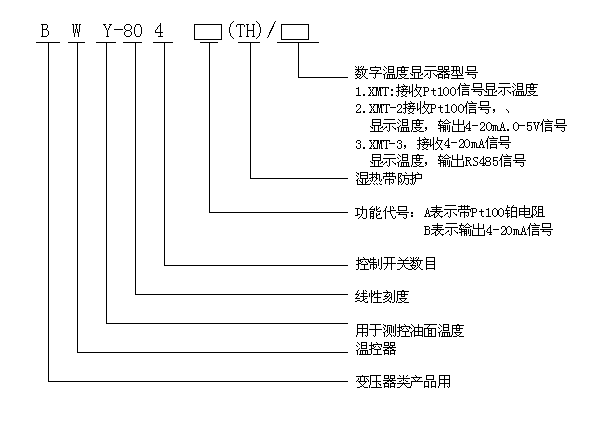 B W Y-80 4 (TH)/
数字温度显示器型号
1.XMT:接收Pt100信号显示温度
2.XMT-2接收Pt100信号，、
显示温度，输出4-20mA.0-5V信号
3.XMT-3，接收4-20mA信号
显示温度，输出RS485信号
湿热带防护
功能代号：A表示带Pt100铂电阻
B表示输出4-20mA信号
控制开关数目
线性刻度
用于测控油面温度
温控器
变压器类产品用